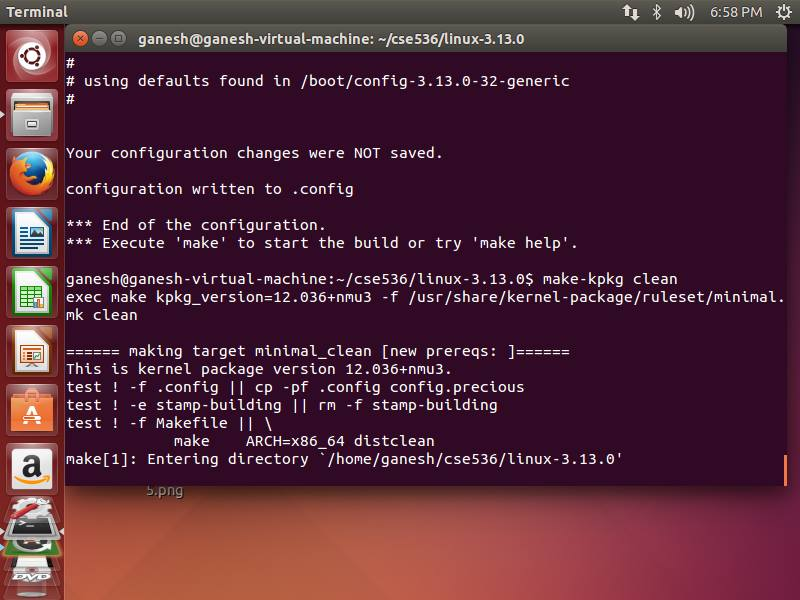 Terminal
6:58 PM
ganesh@ganesh-virtual-machine: ~/cse536/linux-3.13.0
#
# using defaults found in /boot/config-3.13.0-32-generic
#
Your configuration changes were NOT saved.
configuration written to .config
*** End of the configuration.
*** Execute 'make' to start the build or try 'make help'.
ganesh@ganesh-virtual-machine:~/cse536/linux-3.13.0$ make-kpkg clean
exec make kpkg_version=12.036+nmu3 -f /usr/share/kernel-package/ruleset/minimal.
mk clean
====== making target minimal_clean [new prereqs: ]======
This is kernel package version 12.036+nmu3.
test ! -f .config || cp -pf .config config.precious
test ! -e stamp-building || rm -f stamp-building
test ! -f Makefile || \
            make    ARCH=x86_64 distclean
make[1]: Entering directory `/home/ganesh/cse536/linux-3.13.0'
5.png
A
a
>_
DVD